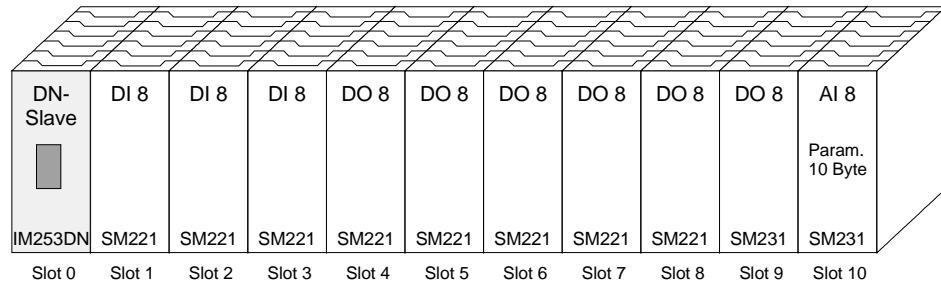 DN-
Slave
DI 8
DI 8
DI 8
DO 8
DO 8
DO 8
DO 8
DO 8
DO 8
AI 8
Param.
10 Byte
IM253DN
SM221
SM221
SM221
SM221
SM221
SM221
SM221
SM221
SM231
SM231
Slot 0
Slot 1
Slot 2
Slot 3
Slot 4
Slot 5
Slot 6
Slot 7
Slot 8
Slot 9
Slot 10